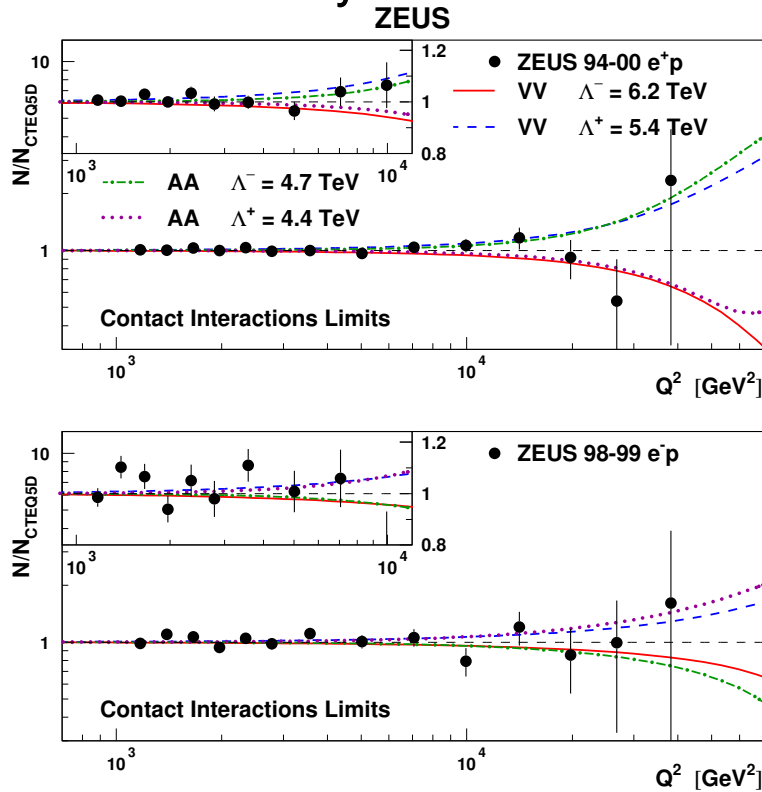 ZEUS
N/N_CTEQ5D
10
1
1.2
1
0.8
10³
10⁴
ZEUS 94-00 e⁺p
VV Λ⁻ = 6.2 TeV
VV Λ⁺ = 5.4 TeV
AA Λ⁻ = 4.7 TeV
AA Λ⁺ = 4.4 TeV
Contact Interactions Limits
10³
10⁴
Q² [GeV²]
N/N_CTEQ5D
10
1
1.2
1
0.8
10³
10⁴
ZEUS 98-99 e⁻p
Contact Interactions Limits
10³
10⁴
Q² [GeV²]